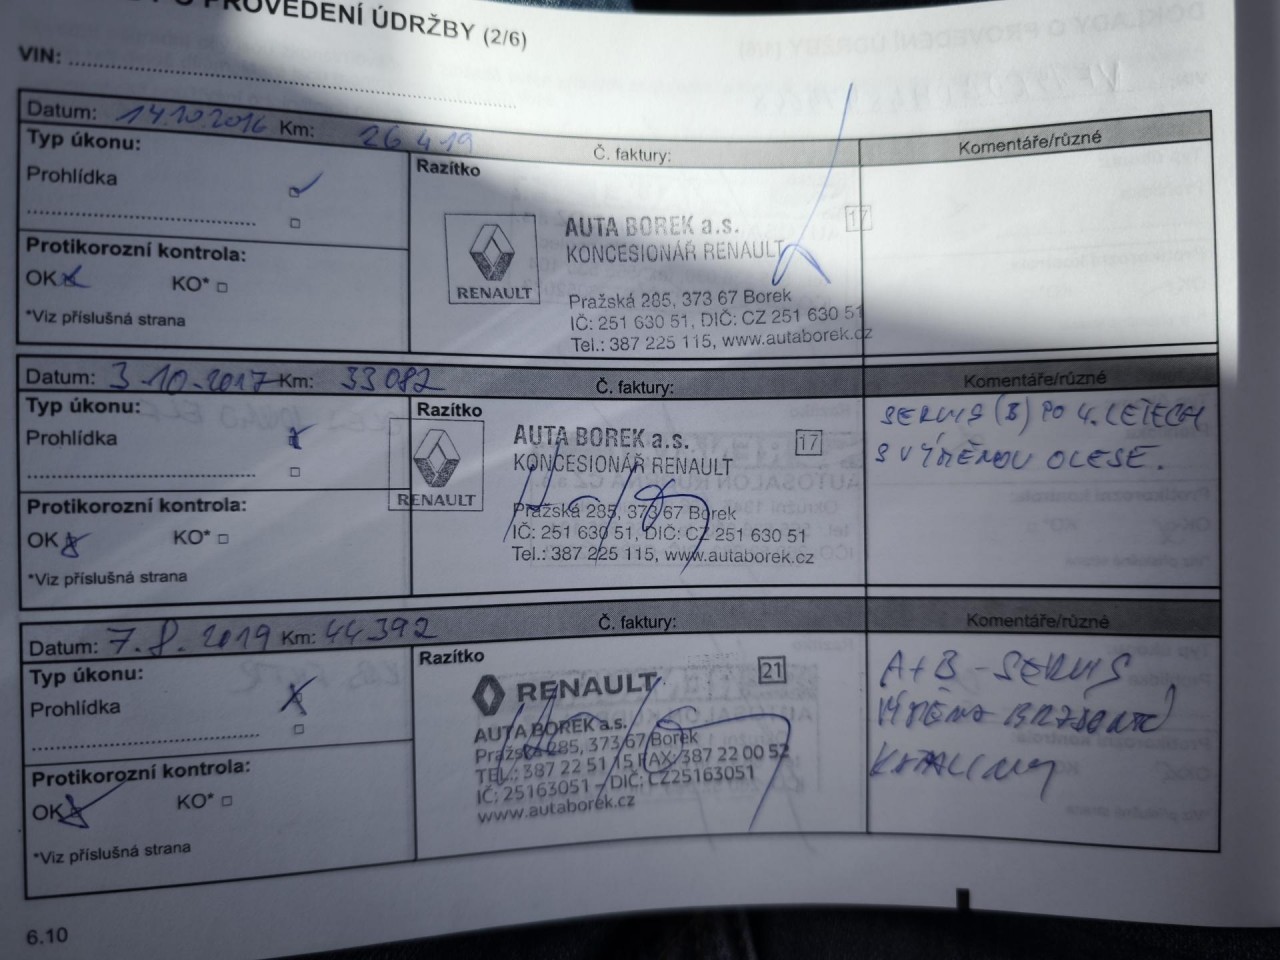 PROVEDENÍ ÚDRŽBY (2/6)
VIN:
Datum: 14.10.2016 Km: 26 419
Č. faktury:
Komentáře/různé
Typ úkonu:
Prohlídka
Protikorozní kontrola:
OK KO*
*Viz příslušná strana
Razítko
RENAULT
AUTA BOREK a.s.
17
KONCESIONÁŘ RENAULT
Pražská 285, 373 67 Borek
IČ: 251 630 51, DIČ: CZ 251 630 51
Tel.: 387 225 115, www.autaborek.cz
Datum: 3.10.2017 Km: 33 082
Č. faktury:
Komentáře/různé
Typ úkonu:
Prohlídka
Protikorozní kontrola:
OK KO*
*Viz příslušná strana
Razítko
RENAULT
AUTA BOREK a.s.
17
KONCESIONÁŘ RENAULT
Pražská 285, 373 67 Borek
IČ: 251 630 51, DIČ: CZ 251 630 51
Tel.: 387 225 115, www.autaborek.cz
SERVIS (B) PO 4. LETECH
S VÝMĚNOU OLESE.
Datum: 7.8.2019 Km: 44392
Č. faktury:
Komentáře/různé
Typ úkonu:
Prohlídka
Protikorozní kontrola:
OK KO*
*Viz příslušná strana
Razítko
RENAULT
21
AUTA BOREK a.s.
Pražská 285, 373 67 Borek
TEL.: 387 22 51 15 FAX: 387 22 00 52
IČ: 25163051 – DIČ: CZ25163051
www.autaborek.cz
A+B - SERVIS
VÝMĚNA BRZDOVÉ
KAPALINY
6.10